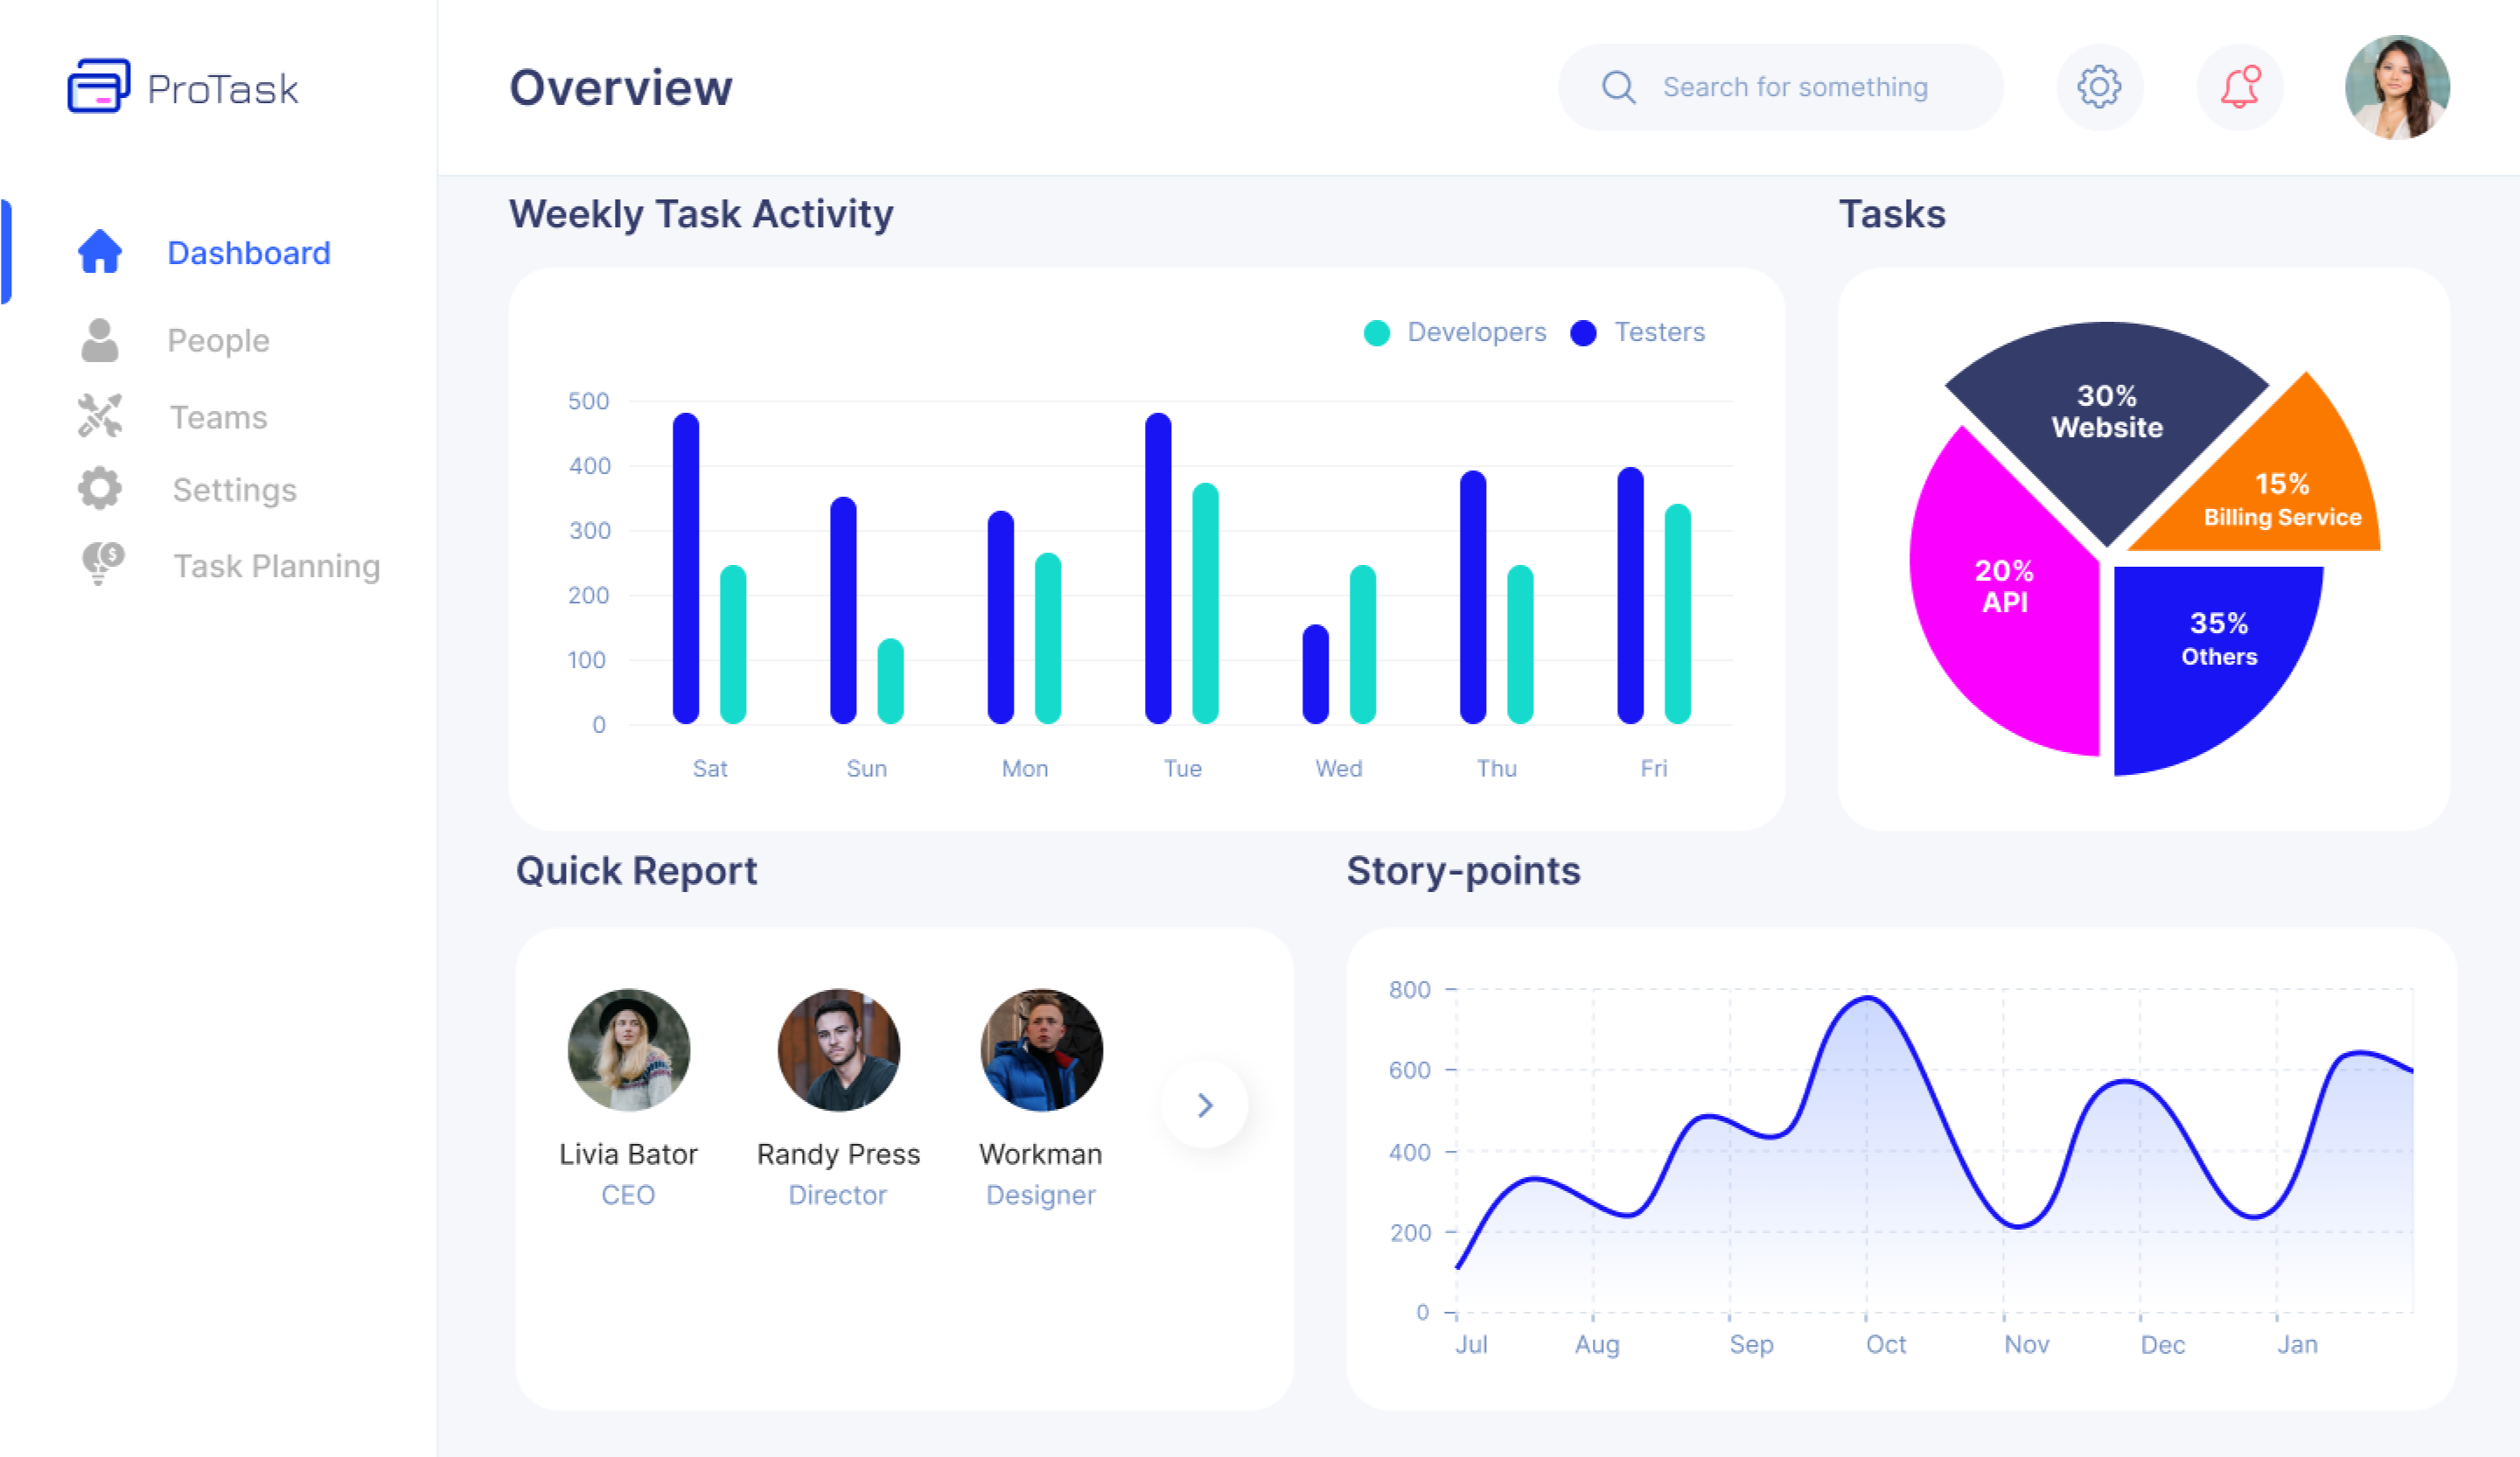 ProTask
Overview
Search for something
Dashboard
People
Teams
Settings
$
Task Planning
Weekly Task Activity
Developers
Testers
500
400
300
200
100
0
Sat
Sun
Mon
Tue
Wed
Thu
Fri
Tasks
30%
Website
15%
Billing Service
20%
API
35%
Others
Quick Report
Livia Bator
CEO
Randy Press
Director
Workman
Designer
Story-points
800
600
400
200
0
Jul
Aug
Sep
Oct
Nov
Dec
Jan